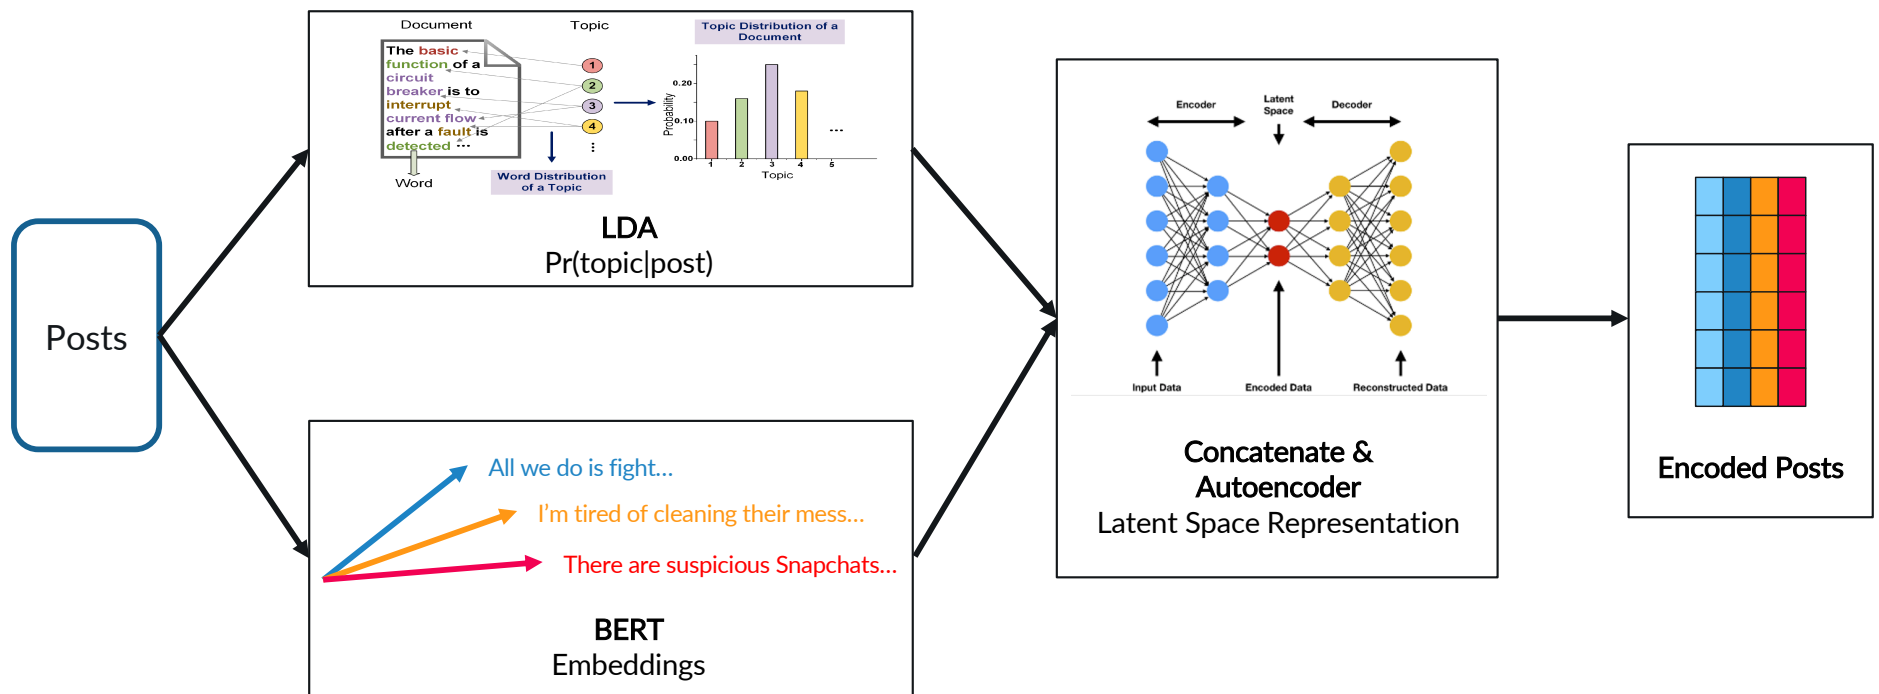 Posts
Document
The basic
function of a
circuit
breaker is to
interrupt
current flow
after a fault is
detected ...
Word
Topic
1
2
3
4
⋮
Word Distribution
of a Topic
Topic Distribution of a
Document
Probability
0.20
0.10
0.00
1 2 3 4 5
...
Topic
LDA
Pr(topic|post)
All we do is fight...
I'm tired of cleaning their mess...
There are suspicious Snapchats...
BERT
Embeddings
Encoder
Latent
Space
Decoder
Input Data
Encoded Data
Reconstructed Data
Concatenate &
Autoencoder
Latent Space Representation
Encoded Posts